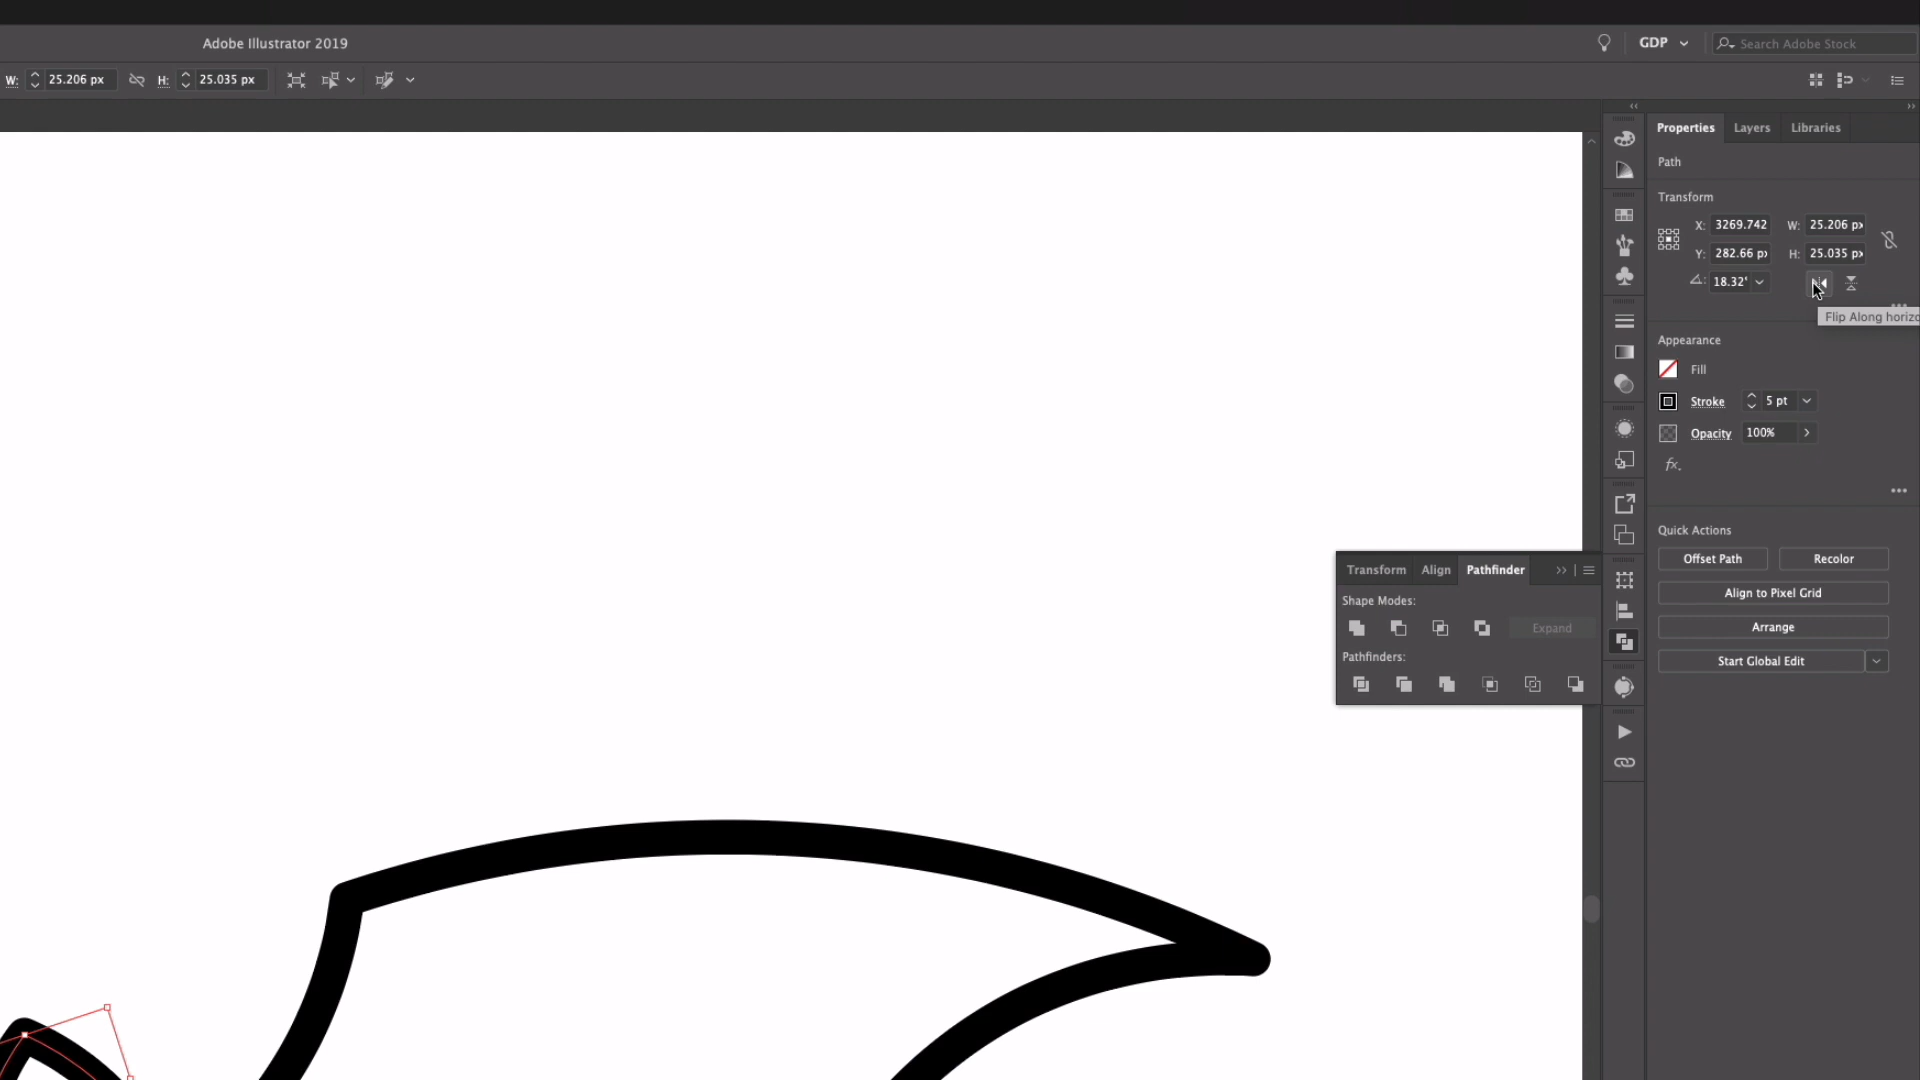 Adobe Illustrator 2019
GDP
Search Adobe Stock
W: 25.206 px H: 25.035 px
Properties Layers Libraries
Path
Transform
X: 3269.742 W: 25.206 px
Y: 282.66 px H: 25.035 px
18.32°
Flip Along horizo
Appearance
Fill
Stroke 5 pt
Opacity 100%
fx.
Quick Actions
Offset Path Recolor
Align to Pixel Grid
Arrange
Start Global Edit
Transform Align Pathfinder
Shape Modes:
Expand
Pathfinders: